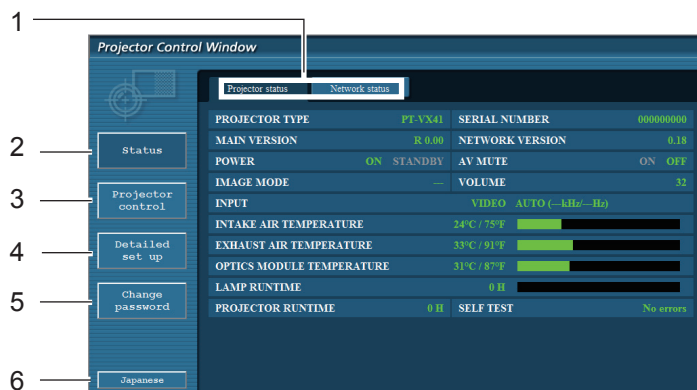 1
Projector Control Window
Projector status Network status
PROJECTOR TYPE PT-VX41 SERIAL NUMBER 000000000
2 Status
MAIN VERSION R 0.00 NETWORK VERSION 0.18
POWER ON STANDBY AV MUTE ON OFF
IMAGE MODE — VOLUME 32
3 Projector control
INPUT VIDEO AUTO (—kHz/—Hz)
INTAKE AIR TEMPERATURE 24°C / 75°F
4 Detailed set up
EXHAUST AIR TEMPERATURE 33°C / 91°F
OPTICS MODULE TEMPERATURE 31°C / 87°F
5 Change password
LAMP RUNTIME 0 H
PROJECTOR RUNTIME 0 H SELF TEST No errors
6 Japanese